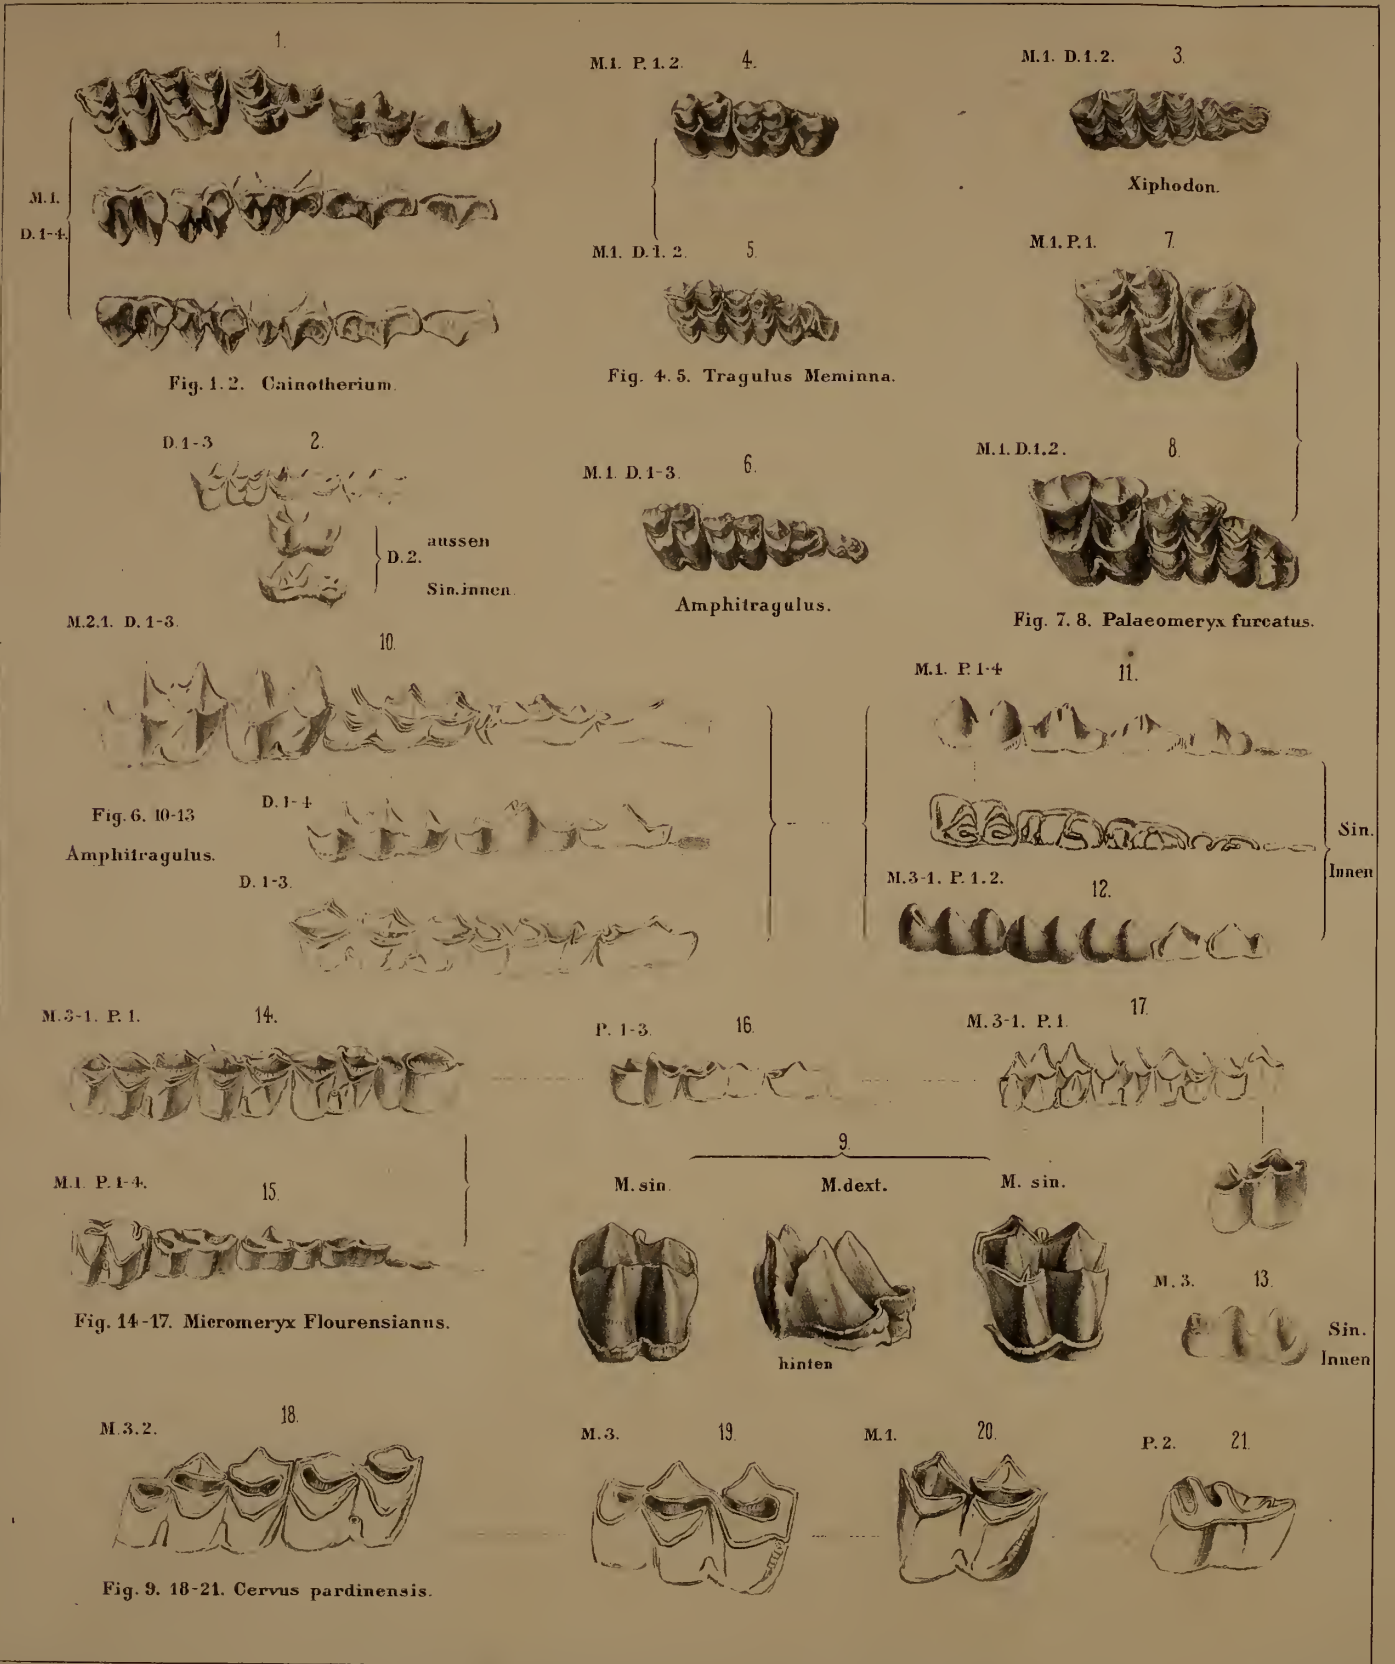 1.
M.1.
D.1-4.
Fig. 1. 2. Cainotherium.
M.1. P. 1. 2. 4.
M.1. D. 1. 2. 5.
Fig. 4. 5. Tragulus Meminna.
M.1. D.1.2. 3.
Xiphodon.
M.1. P.1. 7.
M.1. D.1.2. 8.
Fig. 7. 8. Palaeomeryx furcatus.
D.1-3 2.
D.2. aussen
Sin. innen.
M.1. D. 1-3. 6.
Amphitragulus.
M.2.1. D. 1-3.
10.
D. 1-4
Fig. 6. 10-13
Amphitragulus.
D. 1-3.
M.1. P. 1-4 11.
Sin.
Innen
M.3-1. P. 1.2. 12.
M.3-1. P. 1. 14.
P. 1-3. 16.
M.3-1. P. 1. 17.
M.1. P. 1-4. 15.
Fig. 14-17. Micromeryx Flourensianus.
9.
M. sin. M. dext. M. sin.
hinten
M. 3. 13.
Sin.
Innen
M.3.2. 18.
M.3. 19.
M.1. 20.
P. 2. 21.
Fig. 9. 18-21. Cervus pardinensis.